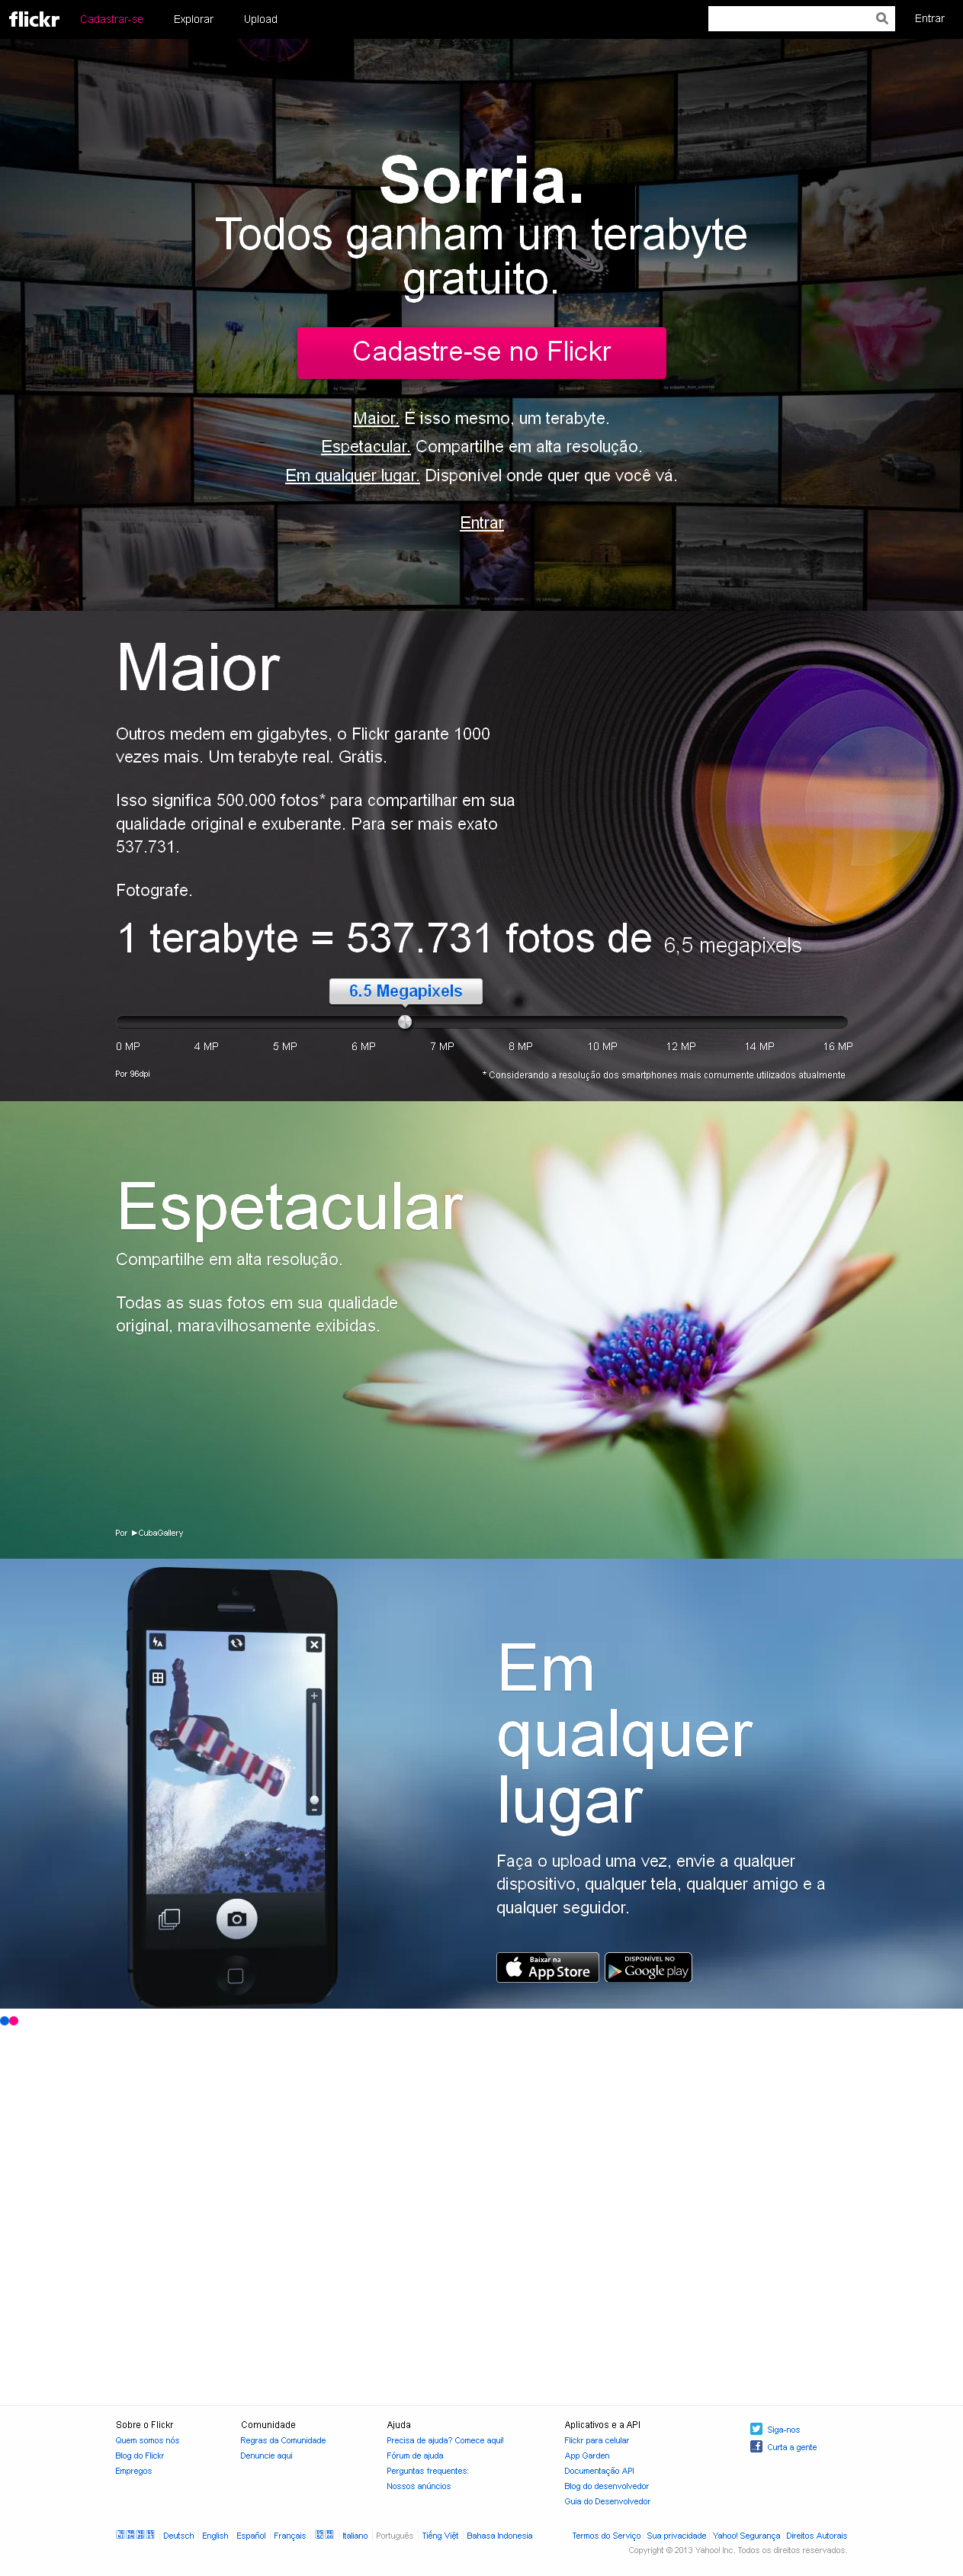 flickr Cadastrar-se Explorar Upload Entrar
Sorria.
Todos ganham um terabyte
gratuito.
Cadastre-se no Flickr
Maior. É isso mesmo, um terabyte.
Espetacular. Compartilhe em alta resolução.
Em qualquer lugar. Disponível onde quer que você vá.
Entrar
Maior
Outros medem em gigabytes, o Flickr garante 1000
vezes mais. Um terabyte real. Grátis.
Isso significa 500.000 fotos* para compartilhar em sua
qualidade original e exuberante. Para ser mais exato
537.731.
Fotografe.
1 terabyte = 537.731 fotos de 6,5 megapixels
6.5 Megapixels
0 MP 4 MP 5 MP 6 MP 7 MP 8 MP 10 MP 12 MP 14 MP 16 MP
Por 96dpi * Considerando a resolução dos smartphones mais comumente utilizados atualmente
Espetacular
Compartilhe em alta resolução.
Todas as suas fotos em sua qualidade
original, maravilhosamente exibidas.
Por ►CubaGallery
Em
qualquer
lugar
Faça o upload uma vez, envie a qualquer
dispositivo, qualquer tela, qualquer amigo e a
qualquer seguidor.
Baixar na App Store DISPONÍVEL NO Google play
Sobre o Flickr Comunidade Ajuda Aplicativos e a API
Quem somos nós Regras da Comunidade Precisa de ajuda? Comece aqui! Flickr para celular Siga-nos
Blog do Flickr Denuncie aqui Fórum de ajuda App Garden Curta a gente
Empregos Perguntas frequentes: Documentação API
Nossos anúncios Blog do desenvolvedor
Guia do Desenvolvedor
Deutsch English Español Français Italiano Português Tiếng Việt Bahasa Indonesia Termos do Serviço Sua privacidade Yahoo! Segurança Direitos Autorais
Copyright © 2013 Yahoo! Inc. Todos os direitos reservados.